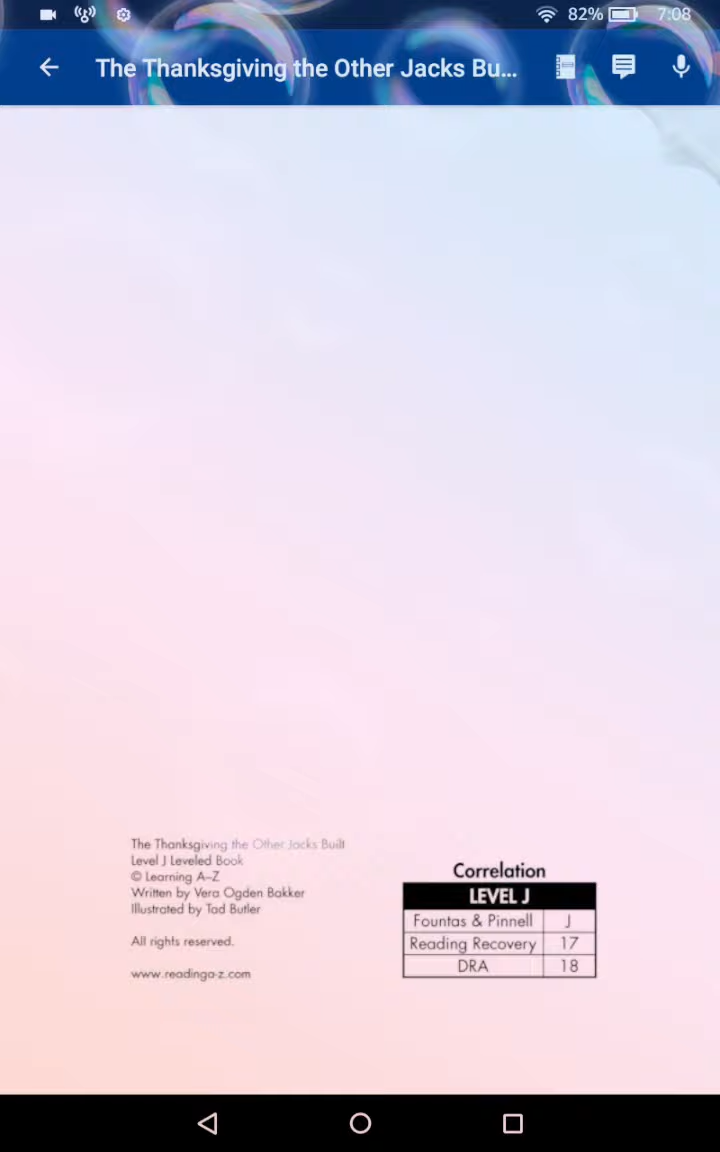 82% 7:08
The Thanksgiving the Other Jacks Bu...
The Thanksgiving the Other Jacks Built
Level J Leveled Book
© Learning A–Z
Written by Vera Ogden Bakker
Illustrated by Tad Butler
All rights reserved.
www.readinga-z.com
Correlation
LEVEL J
Fountas & Pinnell J
Reading Recovery 17
DRA 18